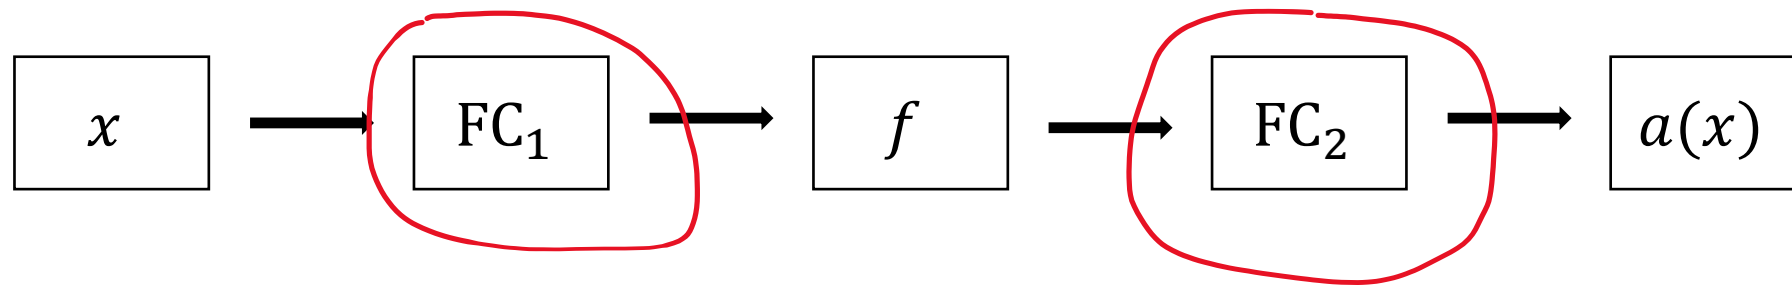 x FC₁ f FC₂ a(x)